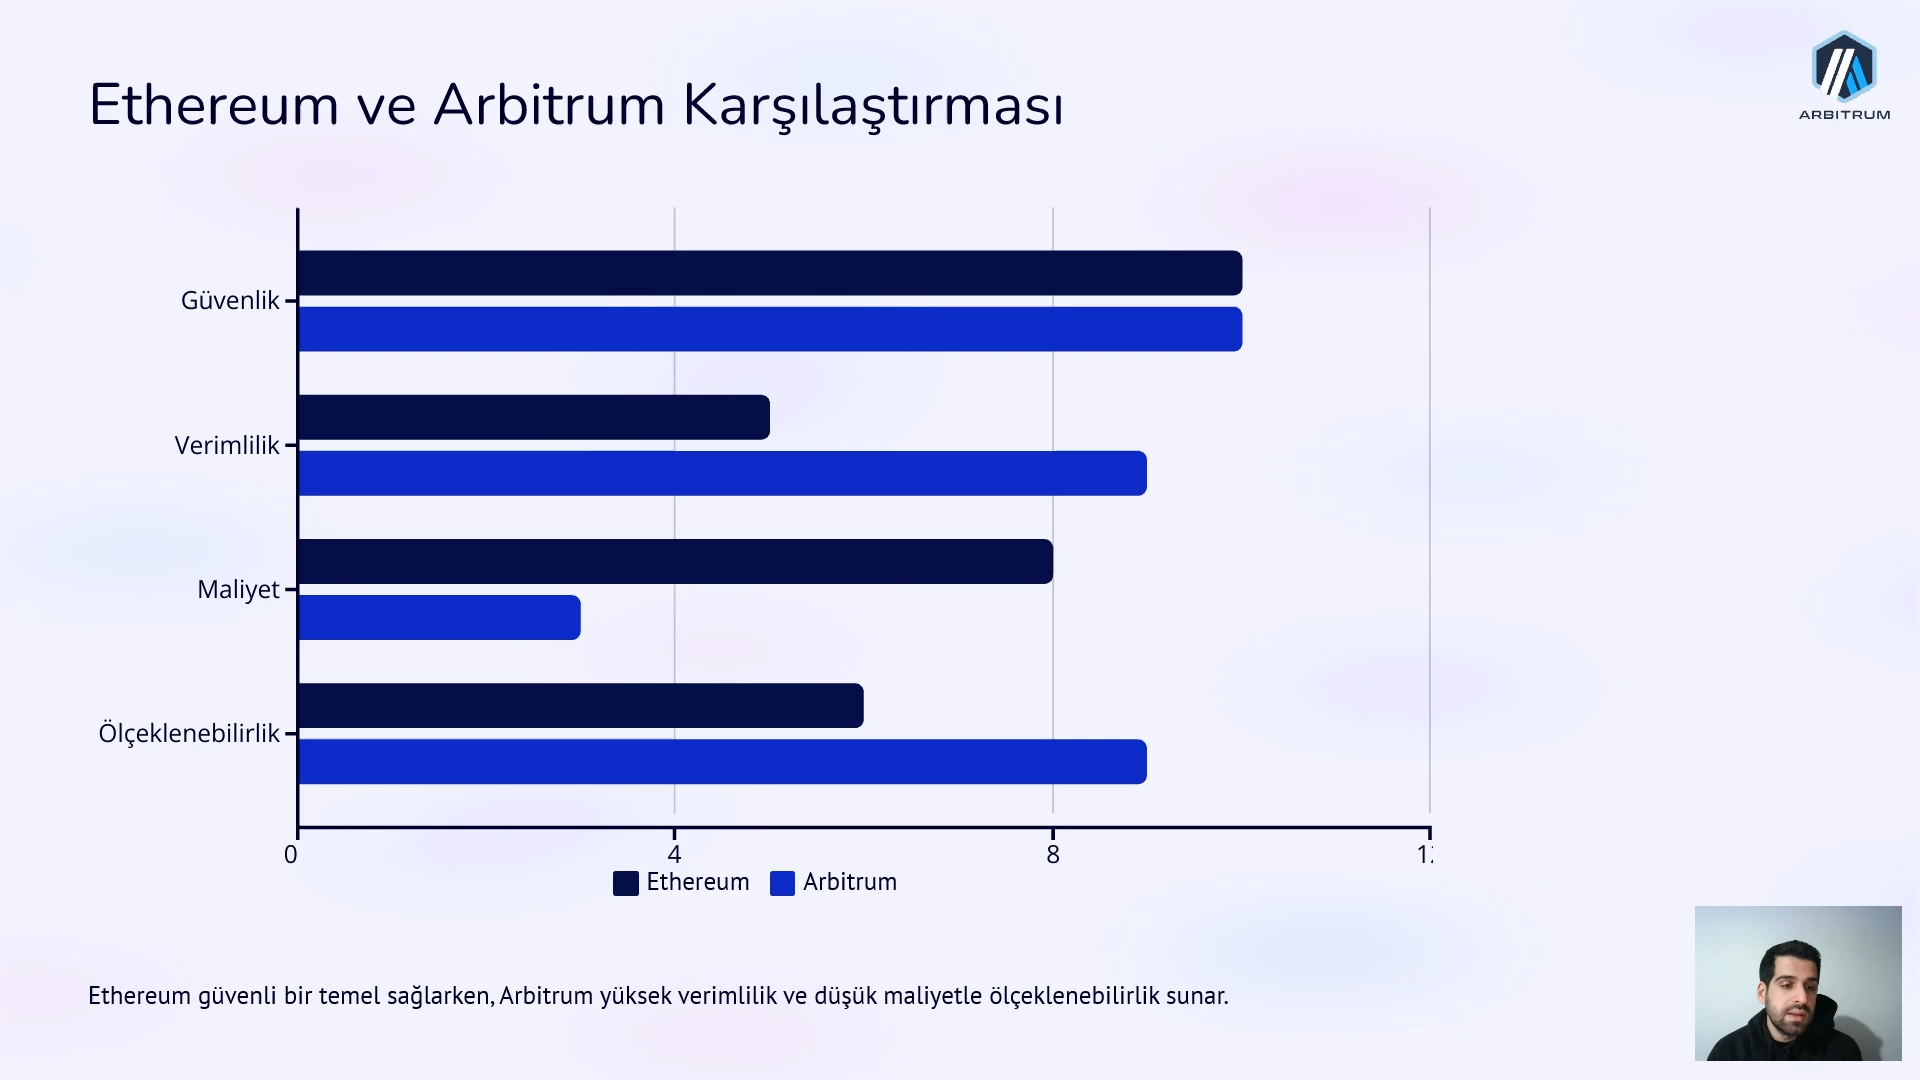 Ethereum ve Arbitrum Karşılaştırması
ARBITRUM
Güvenlik
Verimlilik
Maliyet
Ölçeklenebilirlik
0 4 8
Ethereum Arbitrum
Ethereum güvenli bir temel sağlarken, Arbitrum yüksek verimlilik ve düşük maliyetle ölçeklenebilirlik sunar.